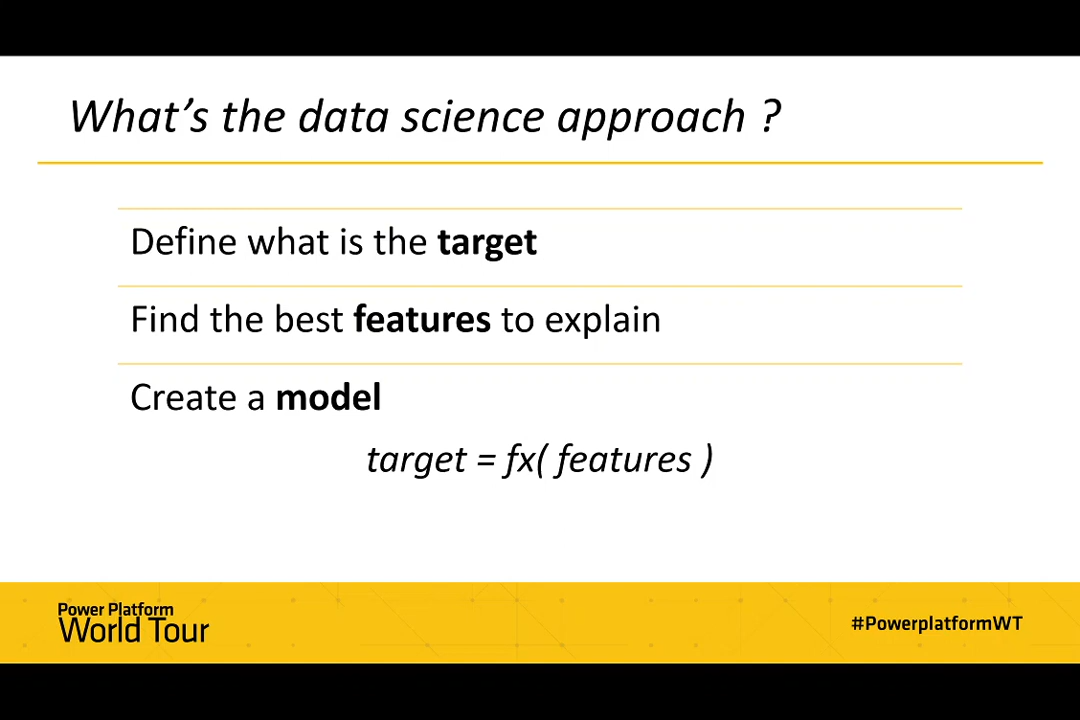 What’s the data science approach ?
Define what is the target
Find the best features to explain
Create a model
target = fx( features )
Power Platform
World Tour
#PowerplatformWT